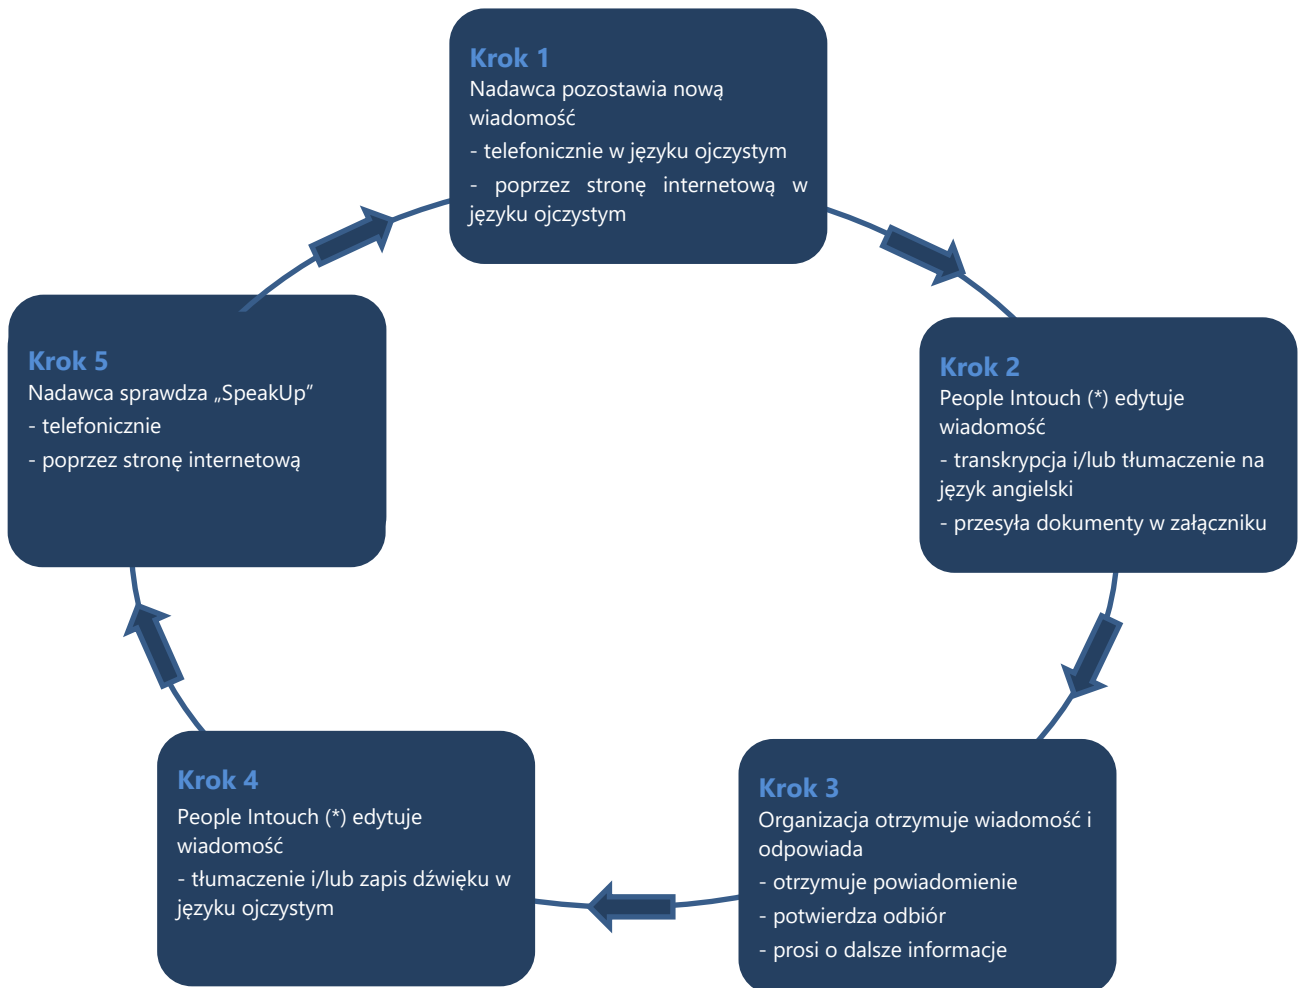 Krok 1
Nadawca pozostawia nową
wiadomość
- telefonicznie w języku ojczystym
- poprzez stronę internetową w
języku ojczystym
Krok 2
People Intouch (*) edytuje
wiadomość
- transkrypcja i/lub tłumaczenie na
język angielski
- przesyła dokumenty w załączniku
Krok 3
Organizacja otrzymuje wiadomość i
odpowiada
- otrzymuje powiadomienie
- potwierdza odbiór
- prosi o dalsze informacje
Krok 4
People Intouch (*) edytuje
wiadomość
- tłumaczenie i/lub zapis dźwięku w
języku ojczystym
Krok 5
Nadawca sprawdza „SpeakUp”
- telefonicznie
- poprzez stronę internetową